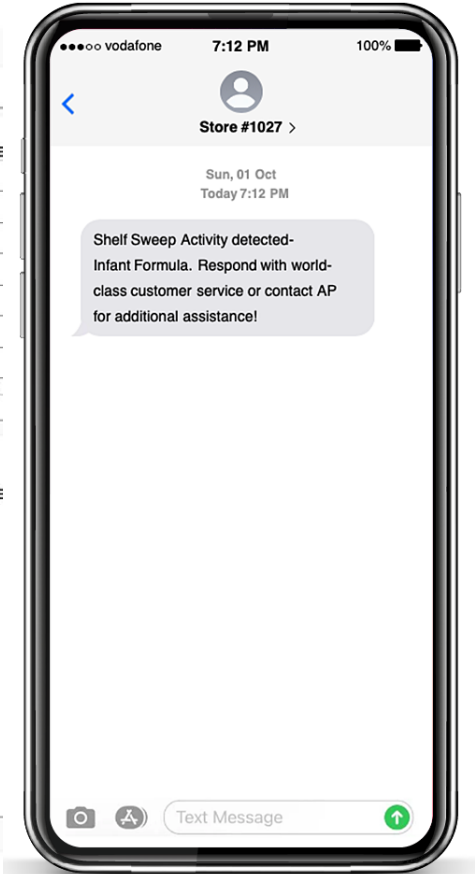 vodafone 7:12 PM 100%
Store #1027 >
Sun, 01 Oct
Today 7:12 PM
Shelf Sweep Activity detected-
Infant Formula. Respond with world-
class customer service or contact AP
for additional assistance!
Text Message